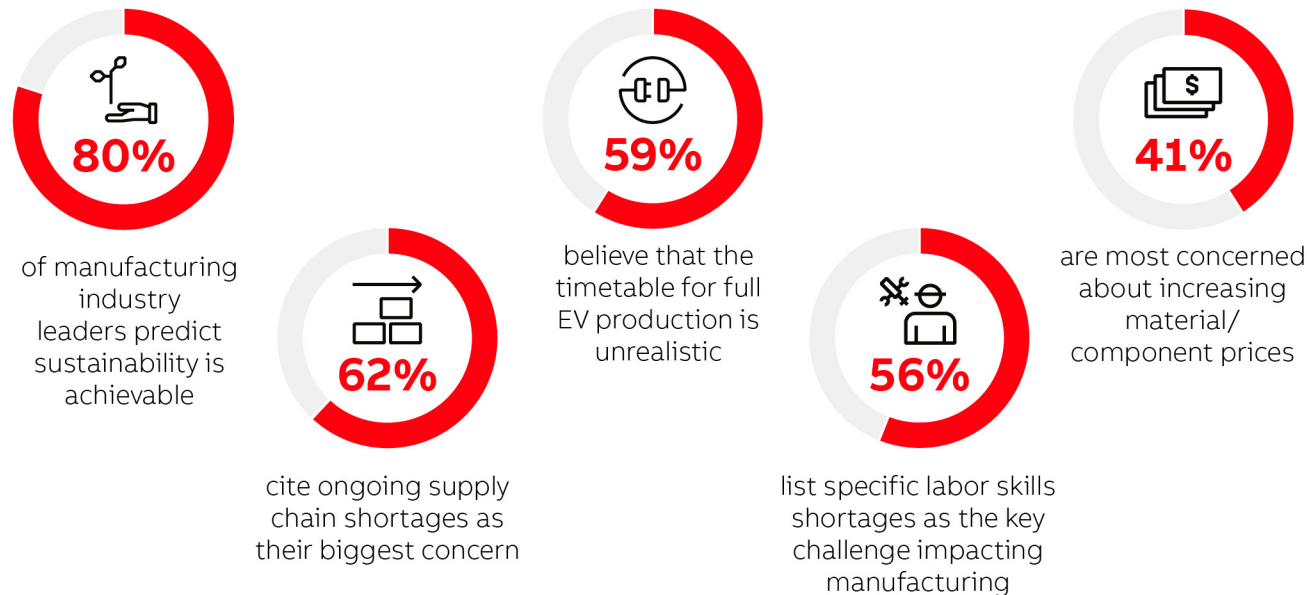 80%
of manufacturing
industry
leaders predict
sustainability is
achievable
62%
cite ongoing supply
chain shortages as
their biggest concern
59%
believe that the
timetable for full
EV production is
unrealistic
56%
list specific labor skills
shortages as the key
challenge impacting
manufacturing
$
41%
are most concerned
about increasing
material/
component prices